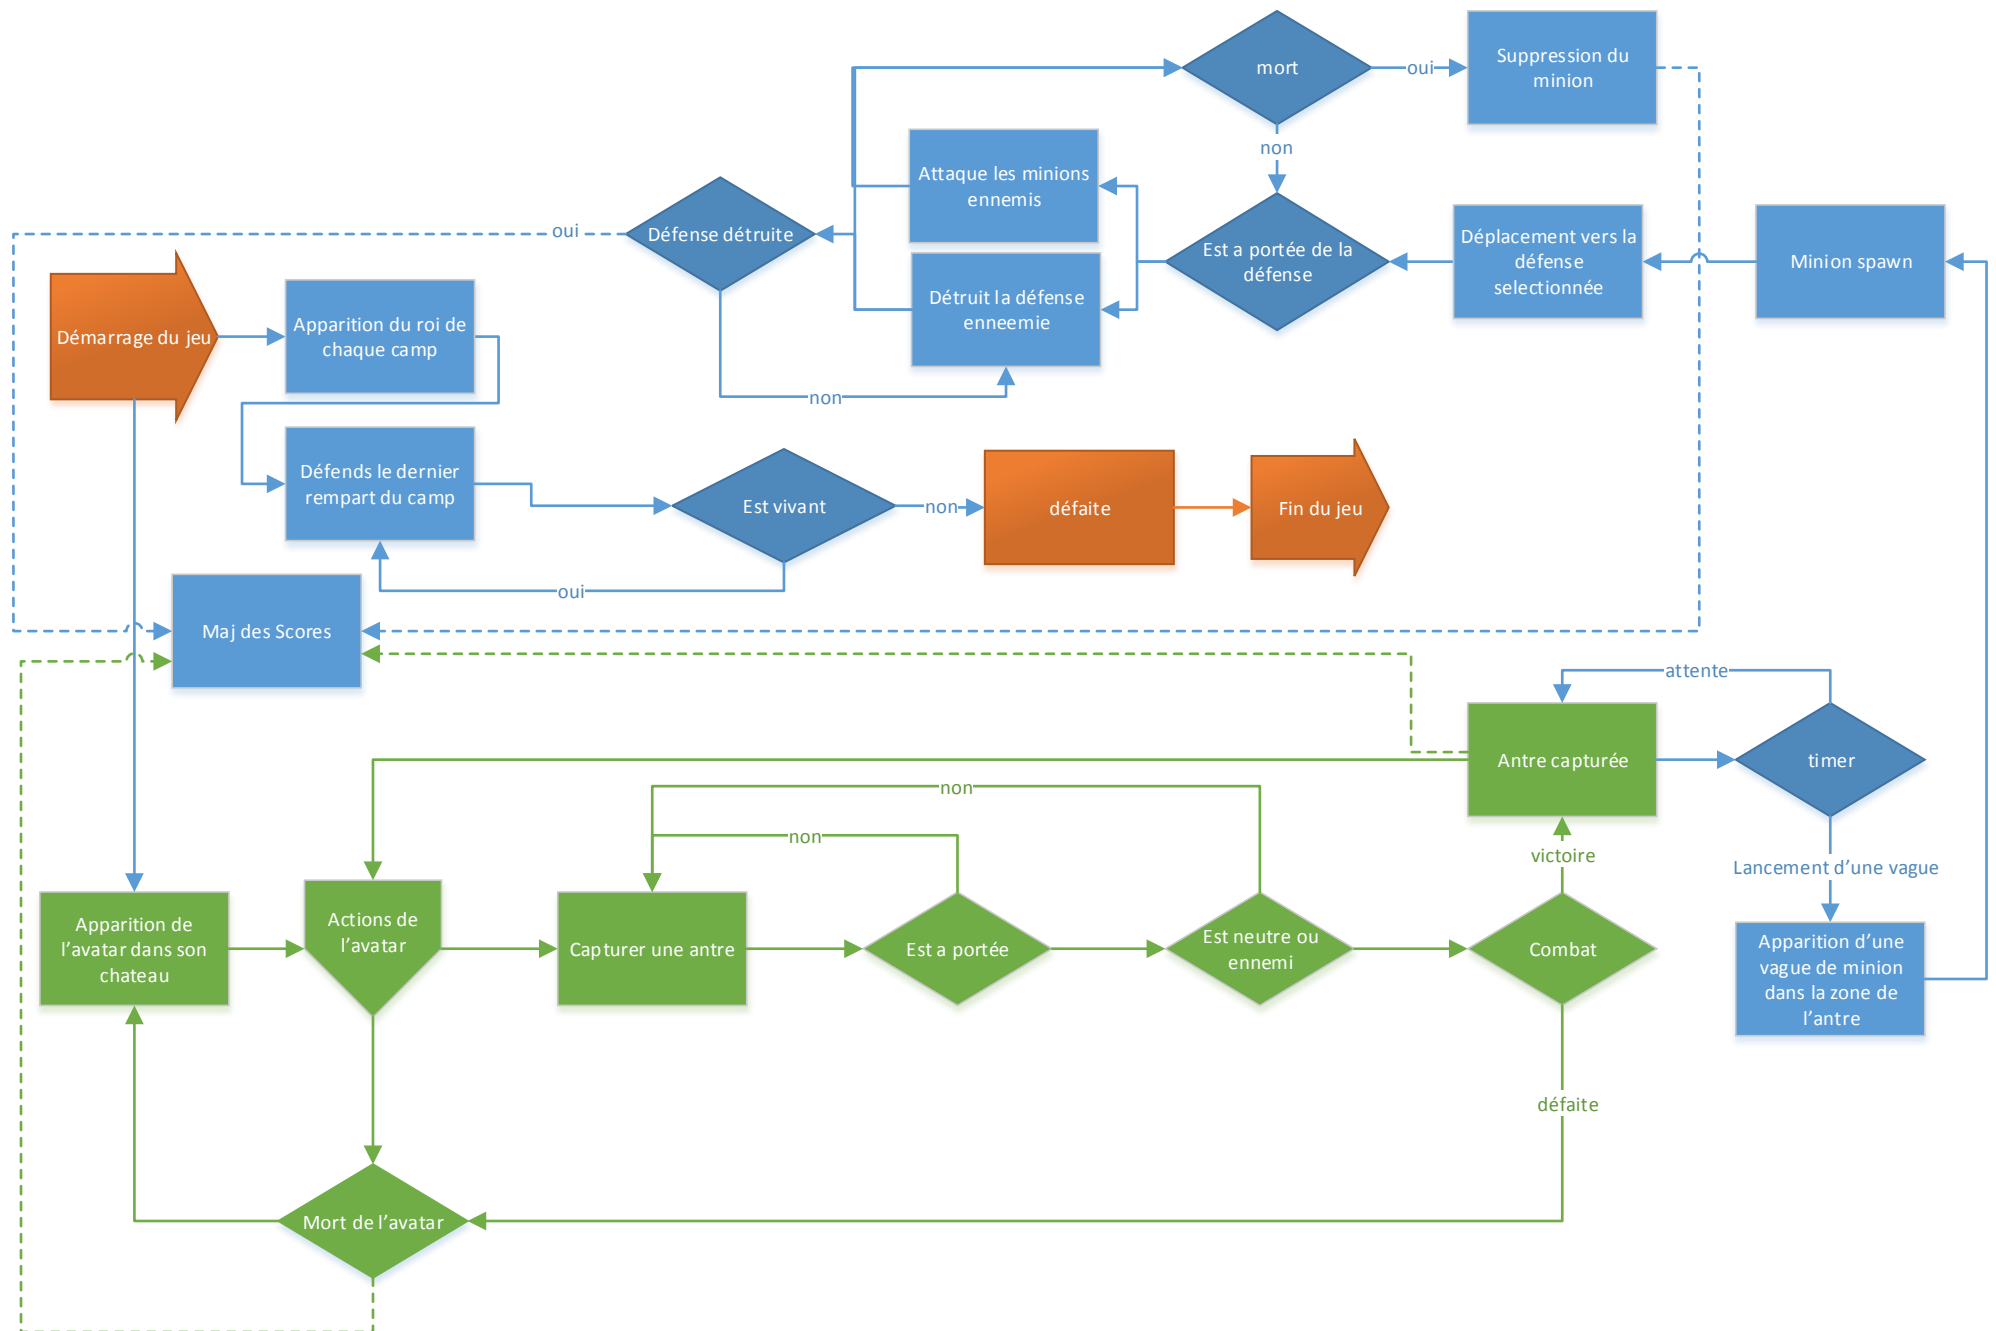 mort
oui
Suppression du
minion
non
Attaque les minions
ennemis
oui
Défense détruite
Est a portée de la
défense
Déplacement vers la
défense
selectionnée
Minion spawn
Détruit la défense
enneemie
non
Démarrage du jeu
Apparition du roi de
chaque camp
Défends le dernier
rempart du camp
Est vivant
non
défaite
Fin du jeu
oui
Maj des Scores
attente
Antre capturée
timer
non
non
victoire
Lancement d’une vague
Apparition de
l’avatar dans son
chateau
Actions de
l’avatar
Capturer une antre
Est a portée
Est neutre ou
ennemi
Combat
Apparition d’une
vague de minion
dans la zone de
l’antre
défaite
Mort de l’avatar